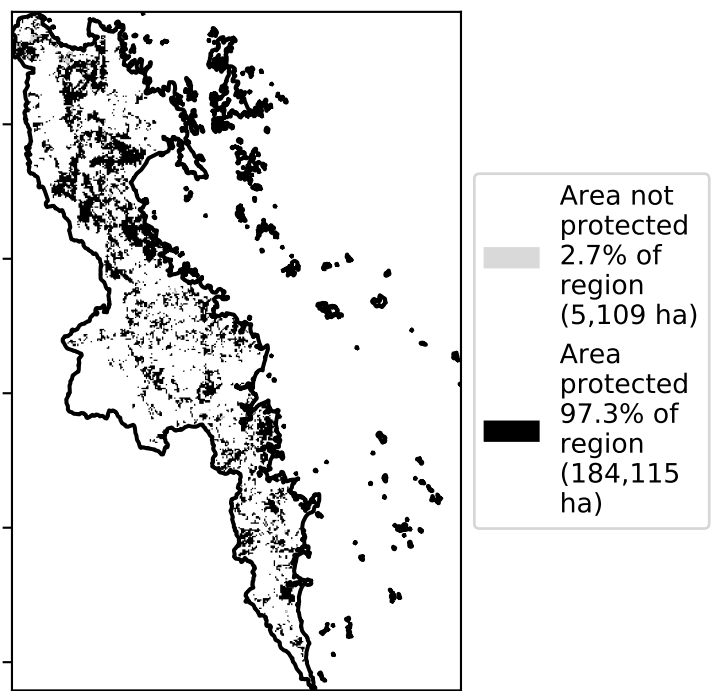 Area not
protected
2.7% of
region
(5,109 ha)
Area
protected
97.3% of
region
(184,115
ha)